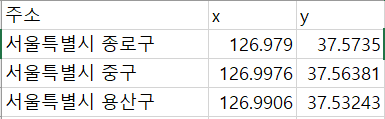 주소 x y
서울특별시 종로구 126.979 37.5735
서울특별시 중구 126.9976 37.56381
서울특별시 용산구 126.9906 37.53243